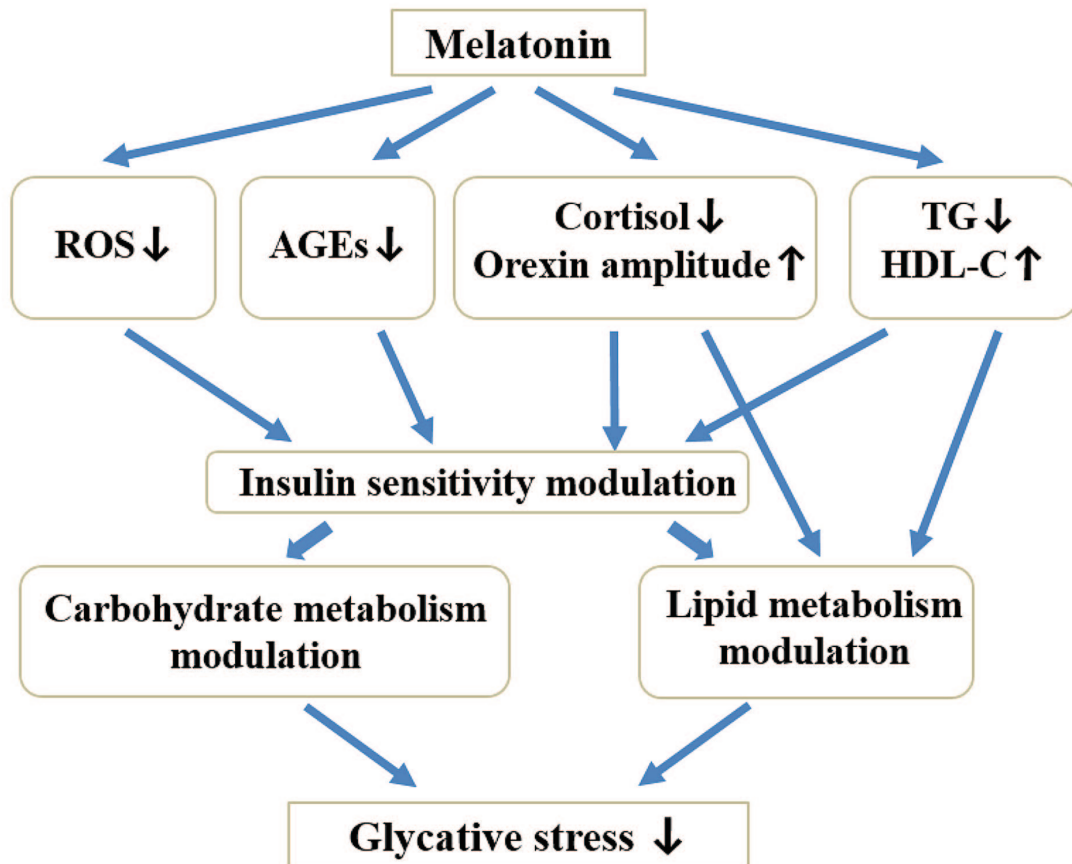 Melatonin
ROS↓
AGEs↓
Cortisol↓
Orexin amplitude↑
TG↓
HDL-C↑
Insulin sensitivity modulation
Carbohydrate metabolism
modulation
Lipid metabolism
modulation
Glycative stress ↓